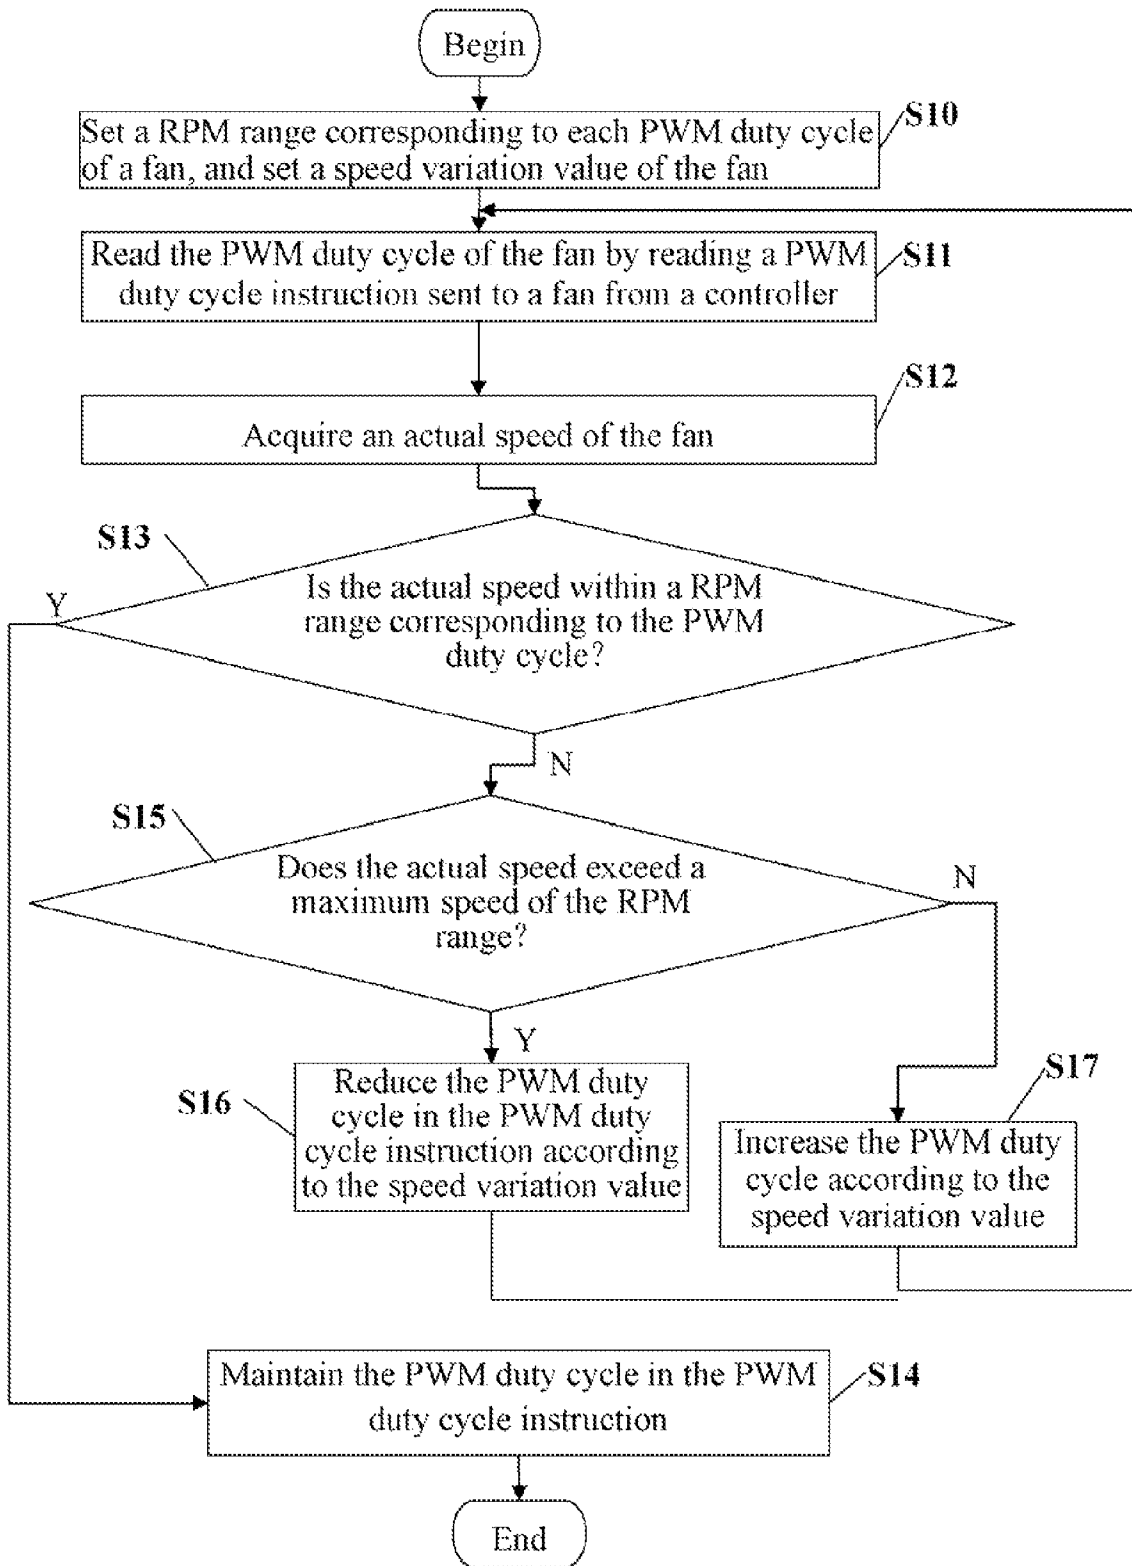 Begin
S10
Set a RPM range corresponding to each PWM duty cycle
of a fan, and set a speed variation value of the fan
S11
Read the PWM duty cycle of the fan by reading a PWM
duty cycle instruction sent to a fan from a controller
S12
Acquire an actual speed of the fan
S13
Y
Is the actual speed within a RPM
range corresponding to the PWM
duty cycle?
N
S15
Does the actual speed exceed a
maximum speed of the RPM
range?
N
Y
S16
Reduce the PWM duty
cycle in the PWM duty
cycle instruction according
to the speed variation value
S17
Increase the PWM duty
cycle according to the
speed variation value
S14
Maintain the PWM duty cycle in the PWM
duty cycle instruction
End